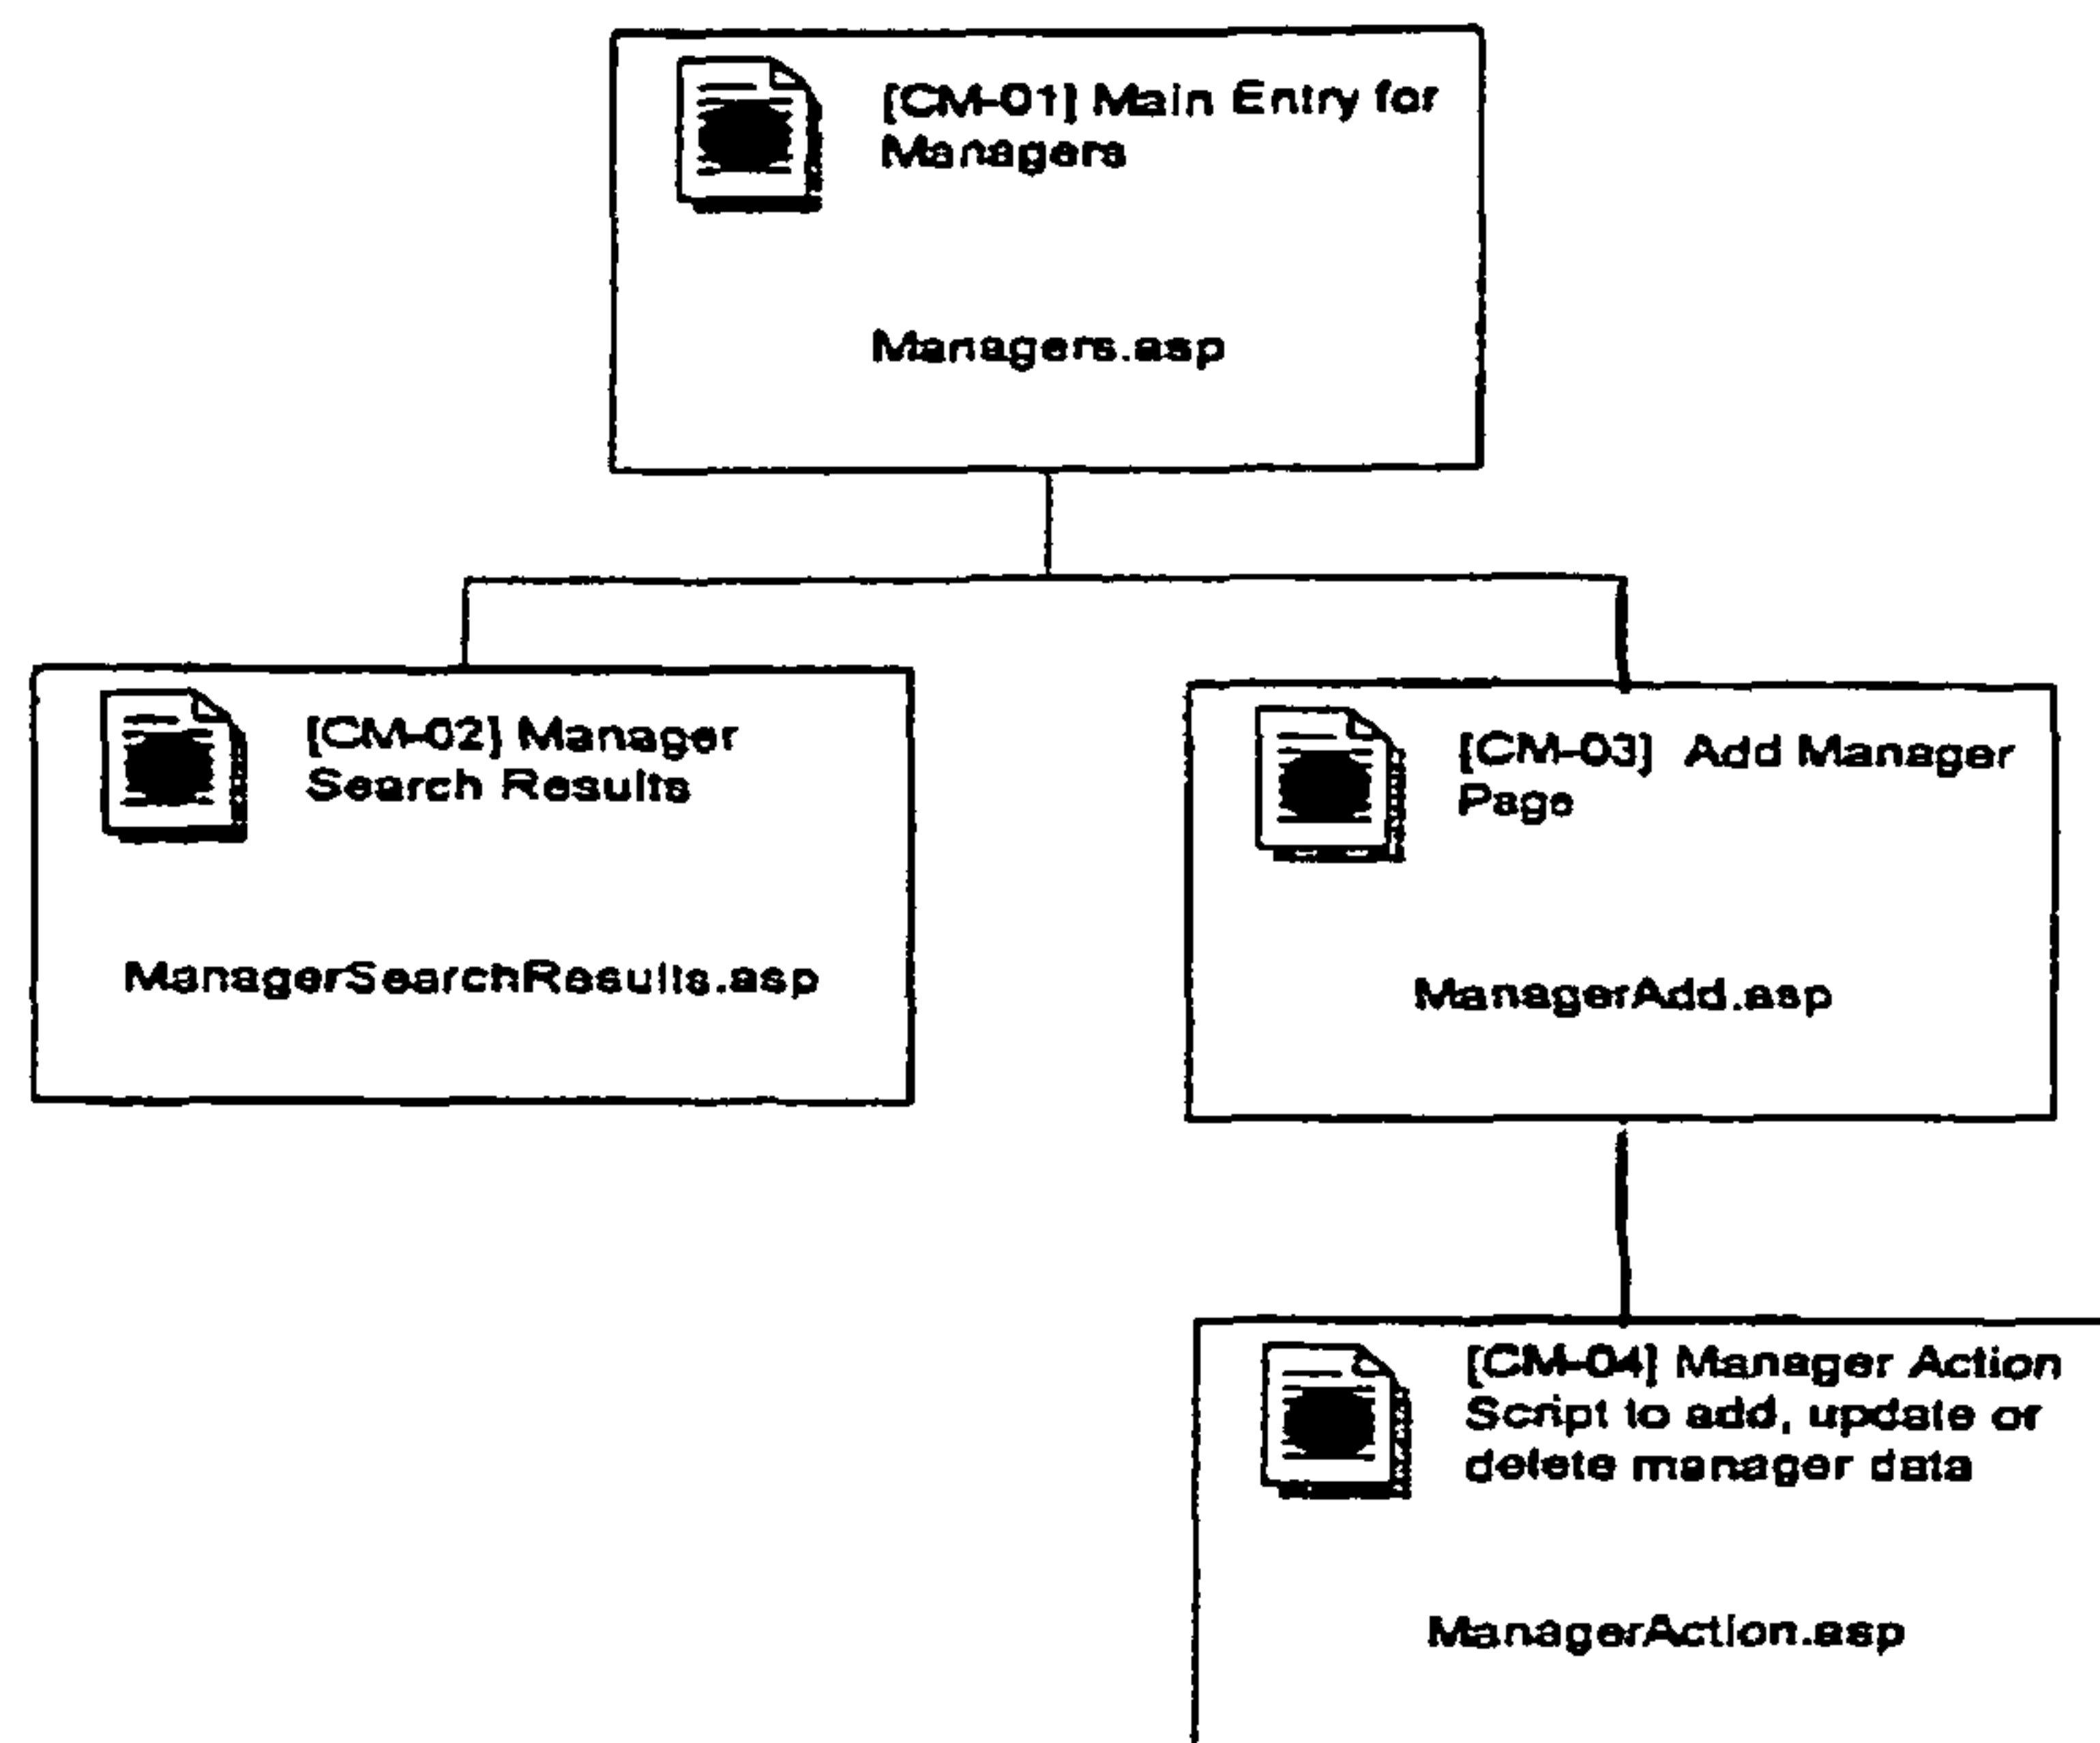 [CM-01] Main Entry for
Managers
Managers.asp
[CM-02] Manager
Search Results
ManagerSearchResults.asp
[CM-03] Add Manager
Page
ManagerAdd.asp
[CM-04] Manager Action
Script to add, update or
delete manager data
ManagerAction.asp